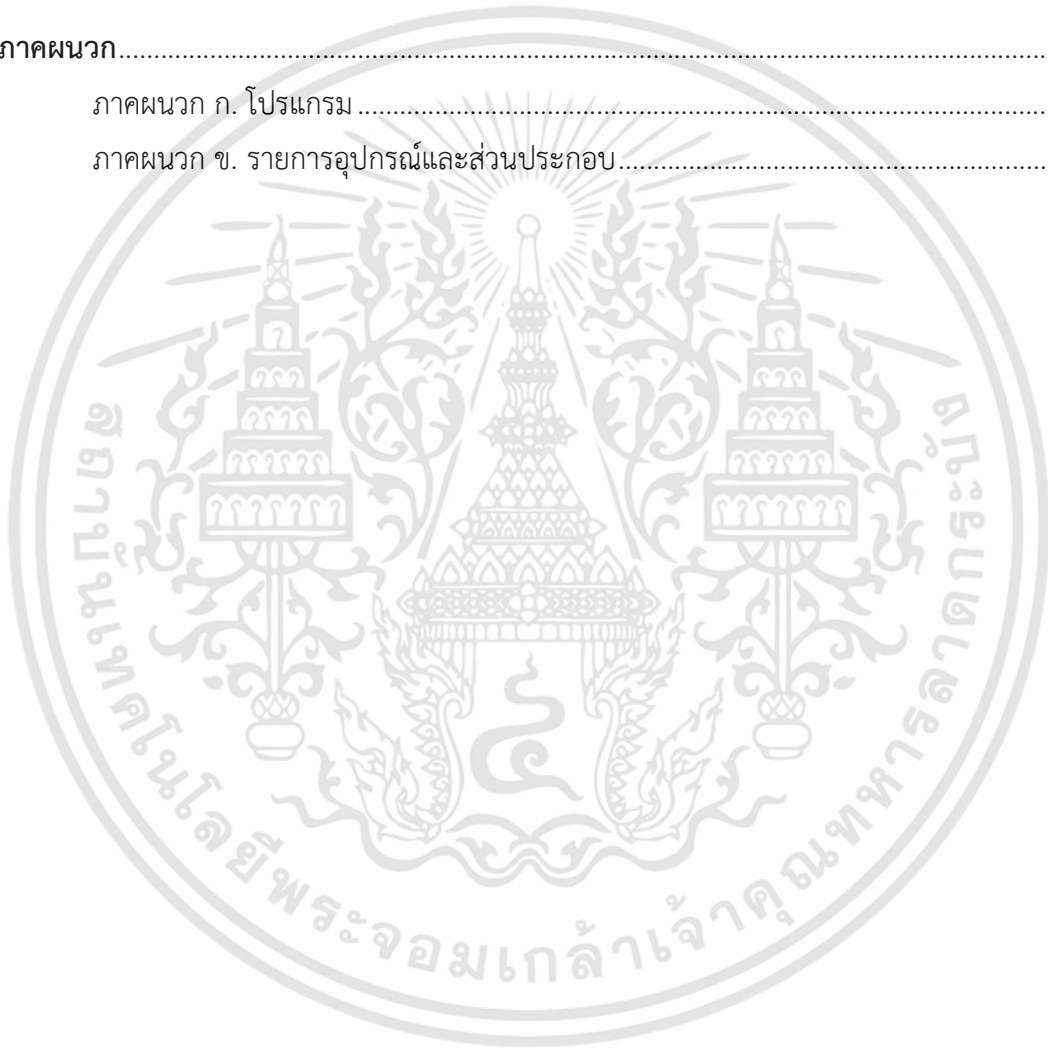 ภาคผนวก................................................................................................................
ภาคผนวก ก. โปรแกรม...................................................................................
ภาคผนวก ข. รายการอุปกรณ์และส่วนประกอบ....................................................
สถาบันเทคโนโลยีพระจอมเกล้าเจ้าคุณทหารลาดกระบัง
๔